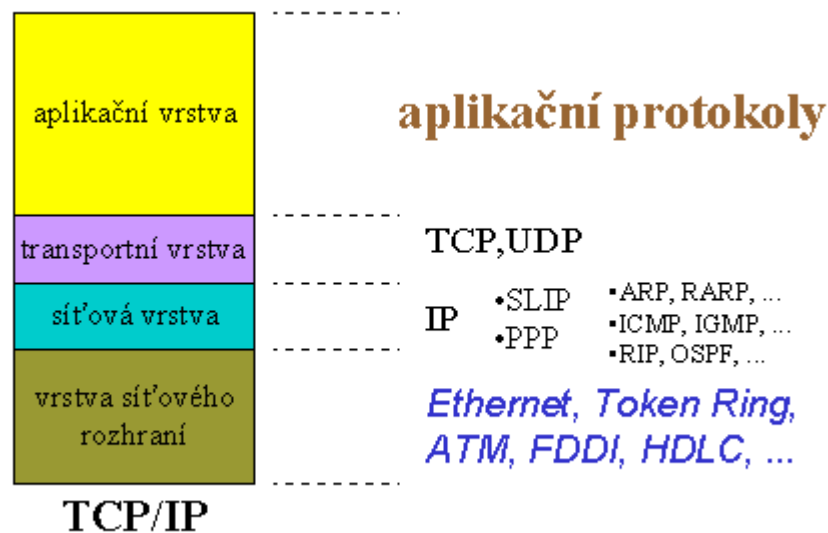 aplikační vrstva
aplikační protokoly
transportní vrstva
TCP,UDP
síťová vrstva
IP
•SLIP
•PPP
▪ARP, RARP, ...
▪ICMP, IGMP, ...
▪RIP, OSPF, ...
vrstva síťového
rozhraní
Ethernet, Token Ring,
ATM, FDDI, HDLC, ...
TCP/IP